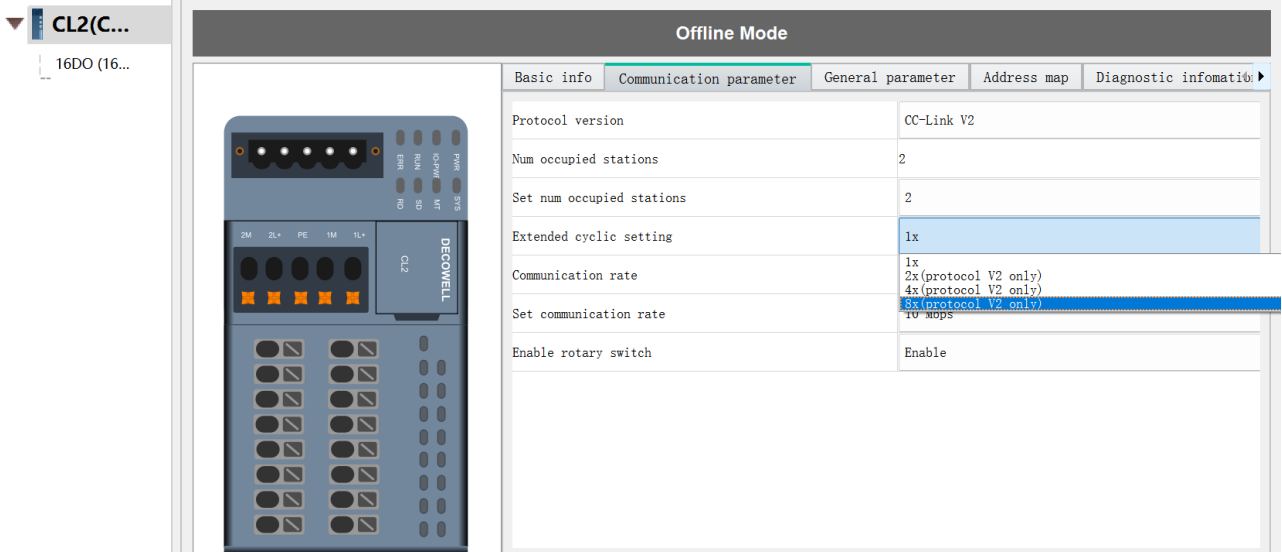 CL2(C...
16DO (16...
Offline Mode
Basic info
Communication parameter
General parameter
Address map
Diagnostic infomation
Protocol version
CC-Link V2
Num occupied stations
2
Set num occupied stations
2
Extended cyclic setting
1x
1x
2x(protocol V2 only)
4x(protocol V2 only)
8x(protocol V2 only)
Communication rate
Set communication rate
10 Mbps
Enable rotary switch
Enable
ERR
RUN
IO-PWR
PWR
RD
SD
MT
SYS
2M
2L+
PE
1M
1L+
CL2
DECOWELL